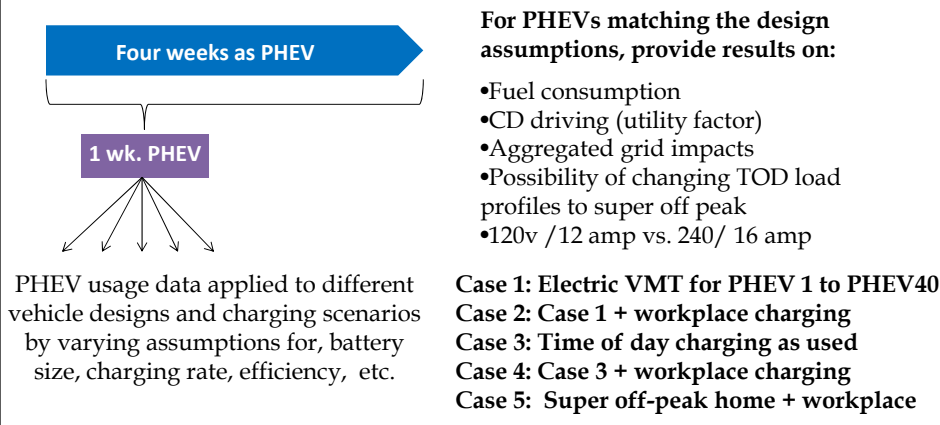 Four weeks as PHEV
1 wk. PHEV
PHEV usage data applied to different
vehicle designs and charging scenarios
by varying assumptions for, battery
size, charging rate, efficiency, etc.
For PHEVs matching the design
assumptions, provide results on:
•Fuel consumption
•CD driving (utility factor)
•Aggregated grid impacts
•Possibility of changing TOD load
profiles to super off peak
•120v /12 amp vs. 240/ 16 amp
Case 1: Electric VMT for PHEV 1 to PHEV40
Case 2: Case 1 + workplace charging
Case 3: Time of day charging as used
Case 4: Case 3 + workplace charging
Case 5: Super off-peak home + workplace